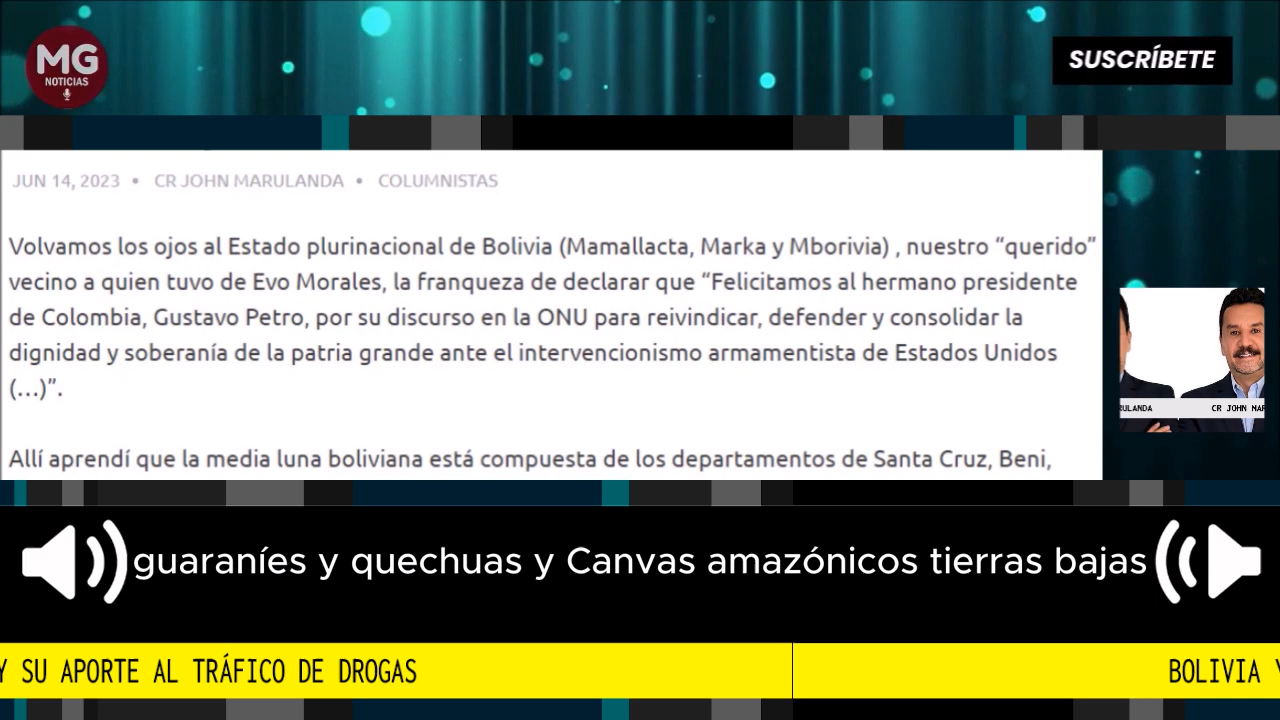 MG
NOTICIAS
SUSCRÍBETE
JUN 14, 2023 • CR JOHN MARULANDA • COLUMNISTAS
Volvamos los ojos al Estado plurinacional de Bolivia (Mamallacta, Marka y Mborivia) , nuestro “querido”
vecino a quien tuvo de Evo Morales, la franqueza de declarar que “Felicitamos al hermano presidente
de Colombia, Gustavo Petro, por su discurso en la ONU para reivindicar, defender y consolidar la
dignidad y soberanía de la patria grande ante el intervencionismo armamentista de Estados Unidos
(…)”.
Allí aprendí que la media luna boliviana está compuesta de los departamentos de Santa Cruz, Beni,
RULANDA CR JOHN MAR
guaraníes y quechuas y Canvas amazónicos tierras bajas
Y SU APORTE AL TRÁFICO DE DROGAS BOLIVIA Y